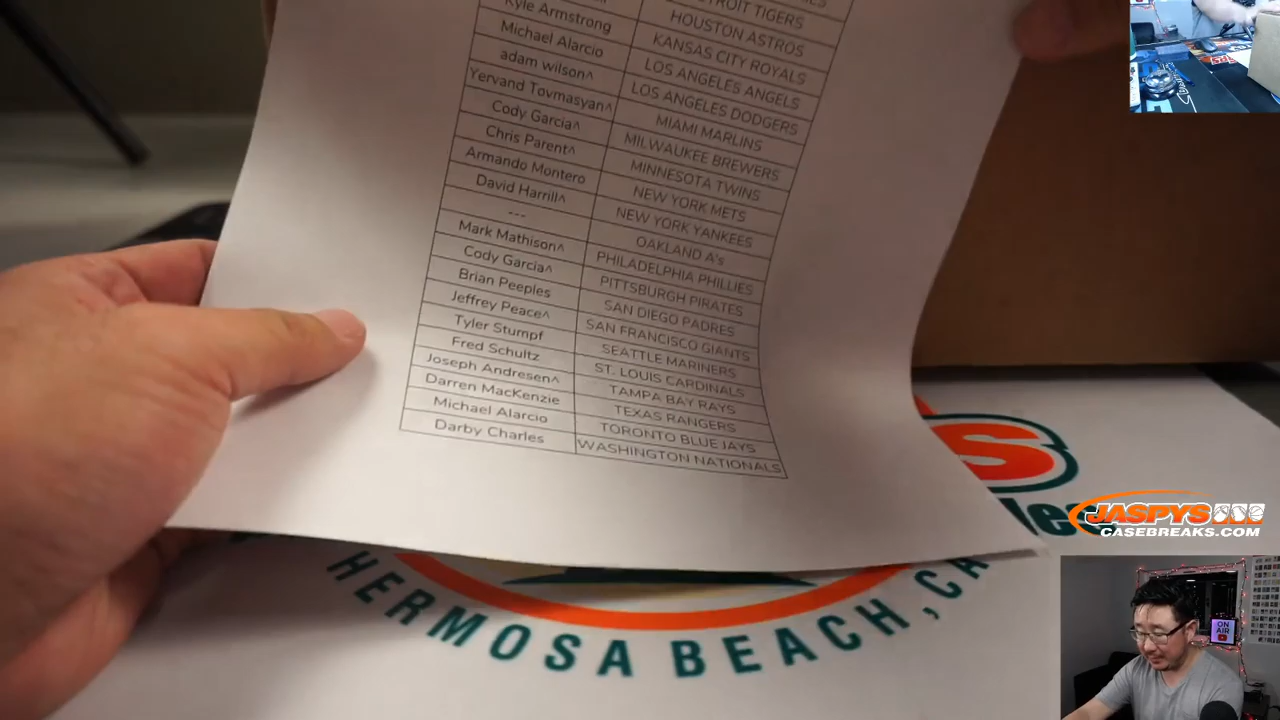 TIGERS
HOUSTON ASTROS
Kyle Armstrong KANSAS CITY ROYALS
Michael Alarcio LOS ANGELES ANGELS
adam wilson^ LOS ANGELES DODGERS
Yervand Tovmasyan^ MIAMI MARLINS
Cody Garcia^ MILWAUKEE BREWERS
Chris Parent^ MINNESOTA TWINS
Armando Montero NEW YORK METS
David Harrill^ NEW YORK YANKEES
--- OAKLAND A's
Mark Mathison^ PHILADELPHIA PHILLIES
Cody Garcia^ PITTSBURGH PIRATES
Brian Peeples SAN DIEGO PADRES
Jeffrey Peace^ SAN FRANCISCO GIANTS
Tyler Stumpf SEATTLE MARINERS
Fred Schultz ST. LOUIS CARDINALS
Joseph Andresen^ TAMPA BAY RAYS
Darren MacKenzie TEXAS RANGERS
Michael Alarcio TORONTO BLUE JAYS
Darby Charles WASHINGTON NATIONALS
S
HERMOSA BEACH, CA
JASPYS
CASEBREAKS.COM
ON AIR